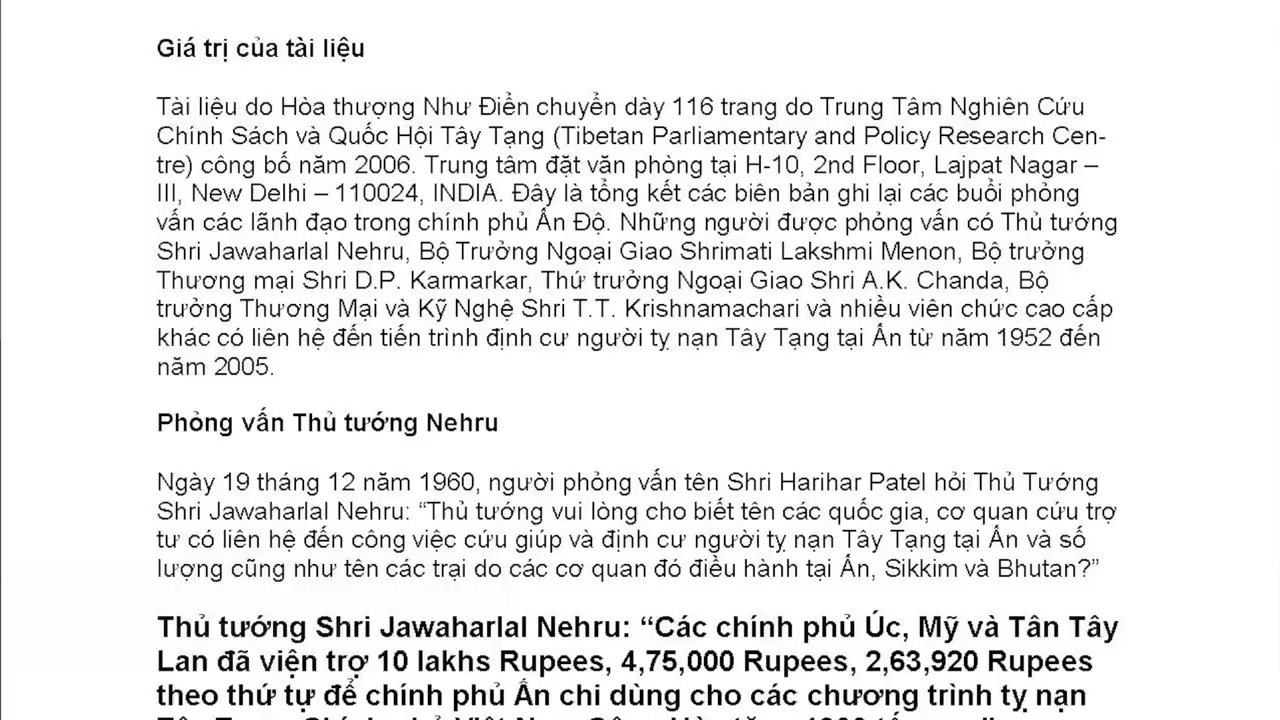 Giá trị của tài liệu
Tài liệu do Hòa thượng Như Điển chuyển dày 116 trang do Trung Tâm Nghiên Cứu
Chính Sách và Quốc Hội Tây Tạng (Tibetan Parliamentary and Policy Research Cen-
tre) công bố năm 2006. Trung tâm đặt văn phòng tại H-10, 2nd Floor, Lajpat Nagar –
III, New Delhi – 110024, INDIA. Đây là tổng kết các biên bản ghi lại các buổi phỏng
vấn các lãnh đạo trong chính phủ Ấn Độ. Những người được phỏng vấn có Thủ tướng
Shri Jawaharlal Nehru, Bộ Trưởng Ngoại Giao Shrimati Lakshmi Menon, Bộ trưởng
Thương mại Shri D.P. Karmarkar, Thứ trưởng Ngoại Giao Shri A.K. Chanda, Bộ
trưởng Thương Mại và Kỹ Nghệ Shri T.T. Krishnamachari và nhiều viên chức cao cấp
khác có liên hệ đến tiến trình định cư người tỵ nạn Tây Tạng tại Ấn từ năm 1952 đến
năm 2005.
Phỏng vấn Thủ tướng Nehru
Ngày 19 tháng 12 năm 1960, người phỏng vấn tên Shri Harihar Patel hỏi Thủ Tướng
Shri Jawaharlal Nehru: “Thủ tướng vui lòng cho biết tên các quốc gia, cơ quan cứu trợ
tư có liên hệ đến công việc cứu giúp và định cư người tỵ nạn Tây Tạng tại Ấn và số
lượng cũng như tên các trại do các cơ quan đó điều hành tại Ấn, Sikkim và Bhutan?”
Thủ tướng Shri Jawaharlal Nehru: “Các chính phủ Úc, Mỹ và Tân Tây
Lan đã viện trợ 10 lakhs Rupees, 4,75,000 Rupees, 2,63,920 Rupees
theo thứ tự để chính phủ Ấn chi dùng cho các chương trình tỵ nạn